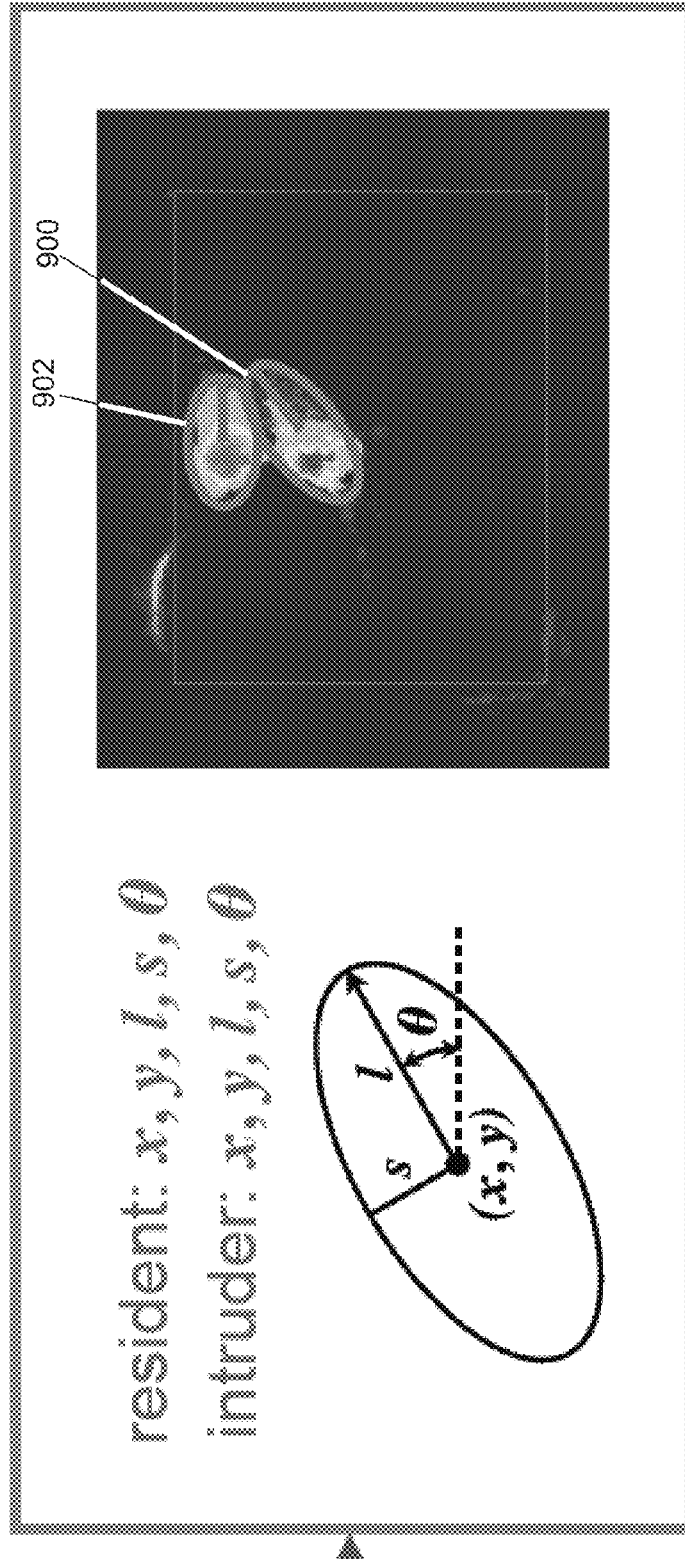 resident: x, y, l, s, θ
intruder: x, y, l, s, θ
s
l
θ
(x, y)
902
900